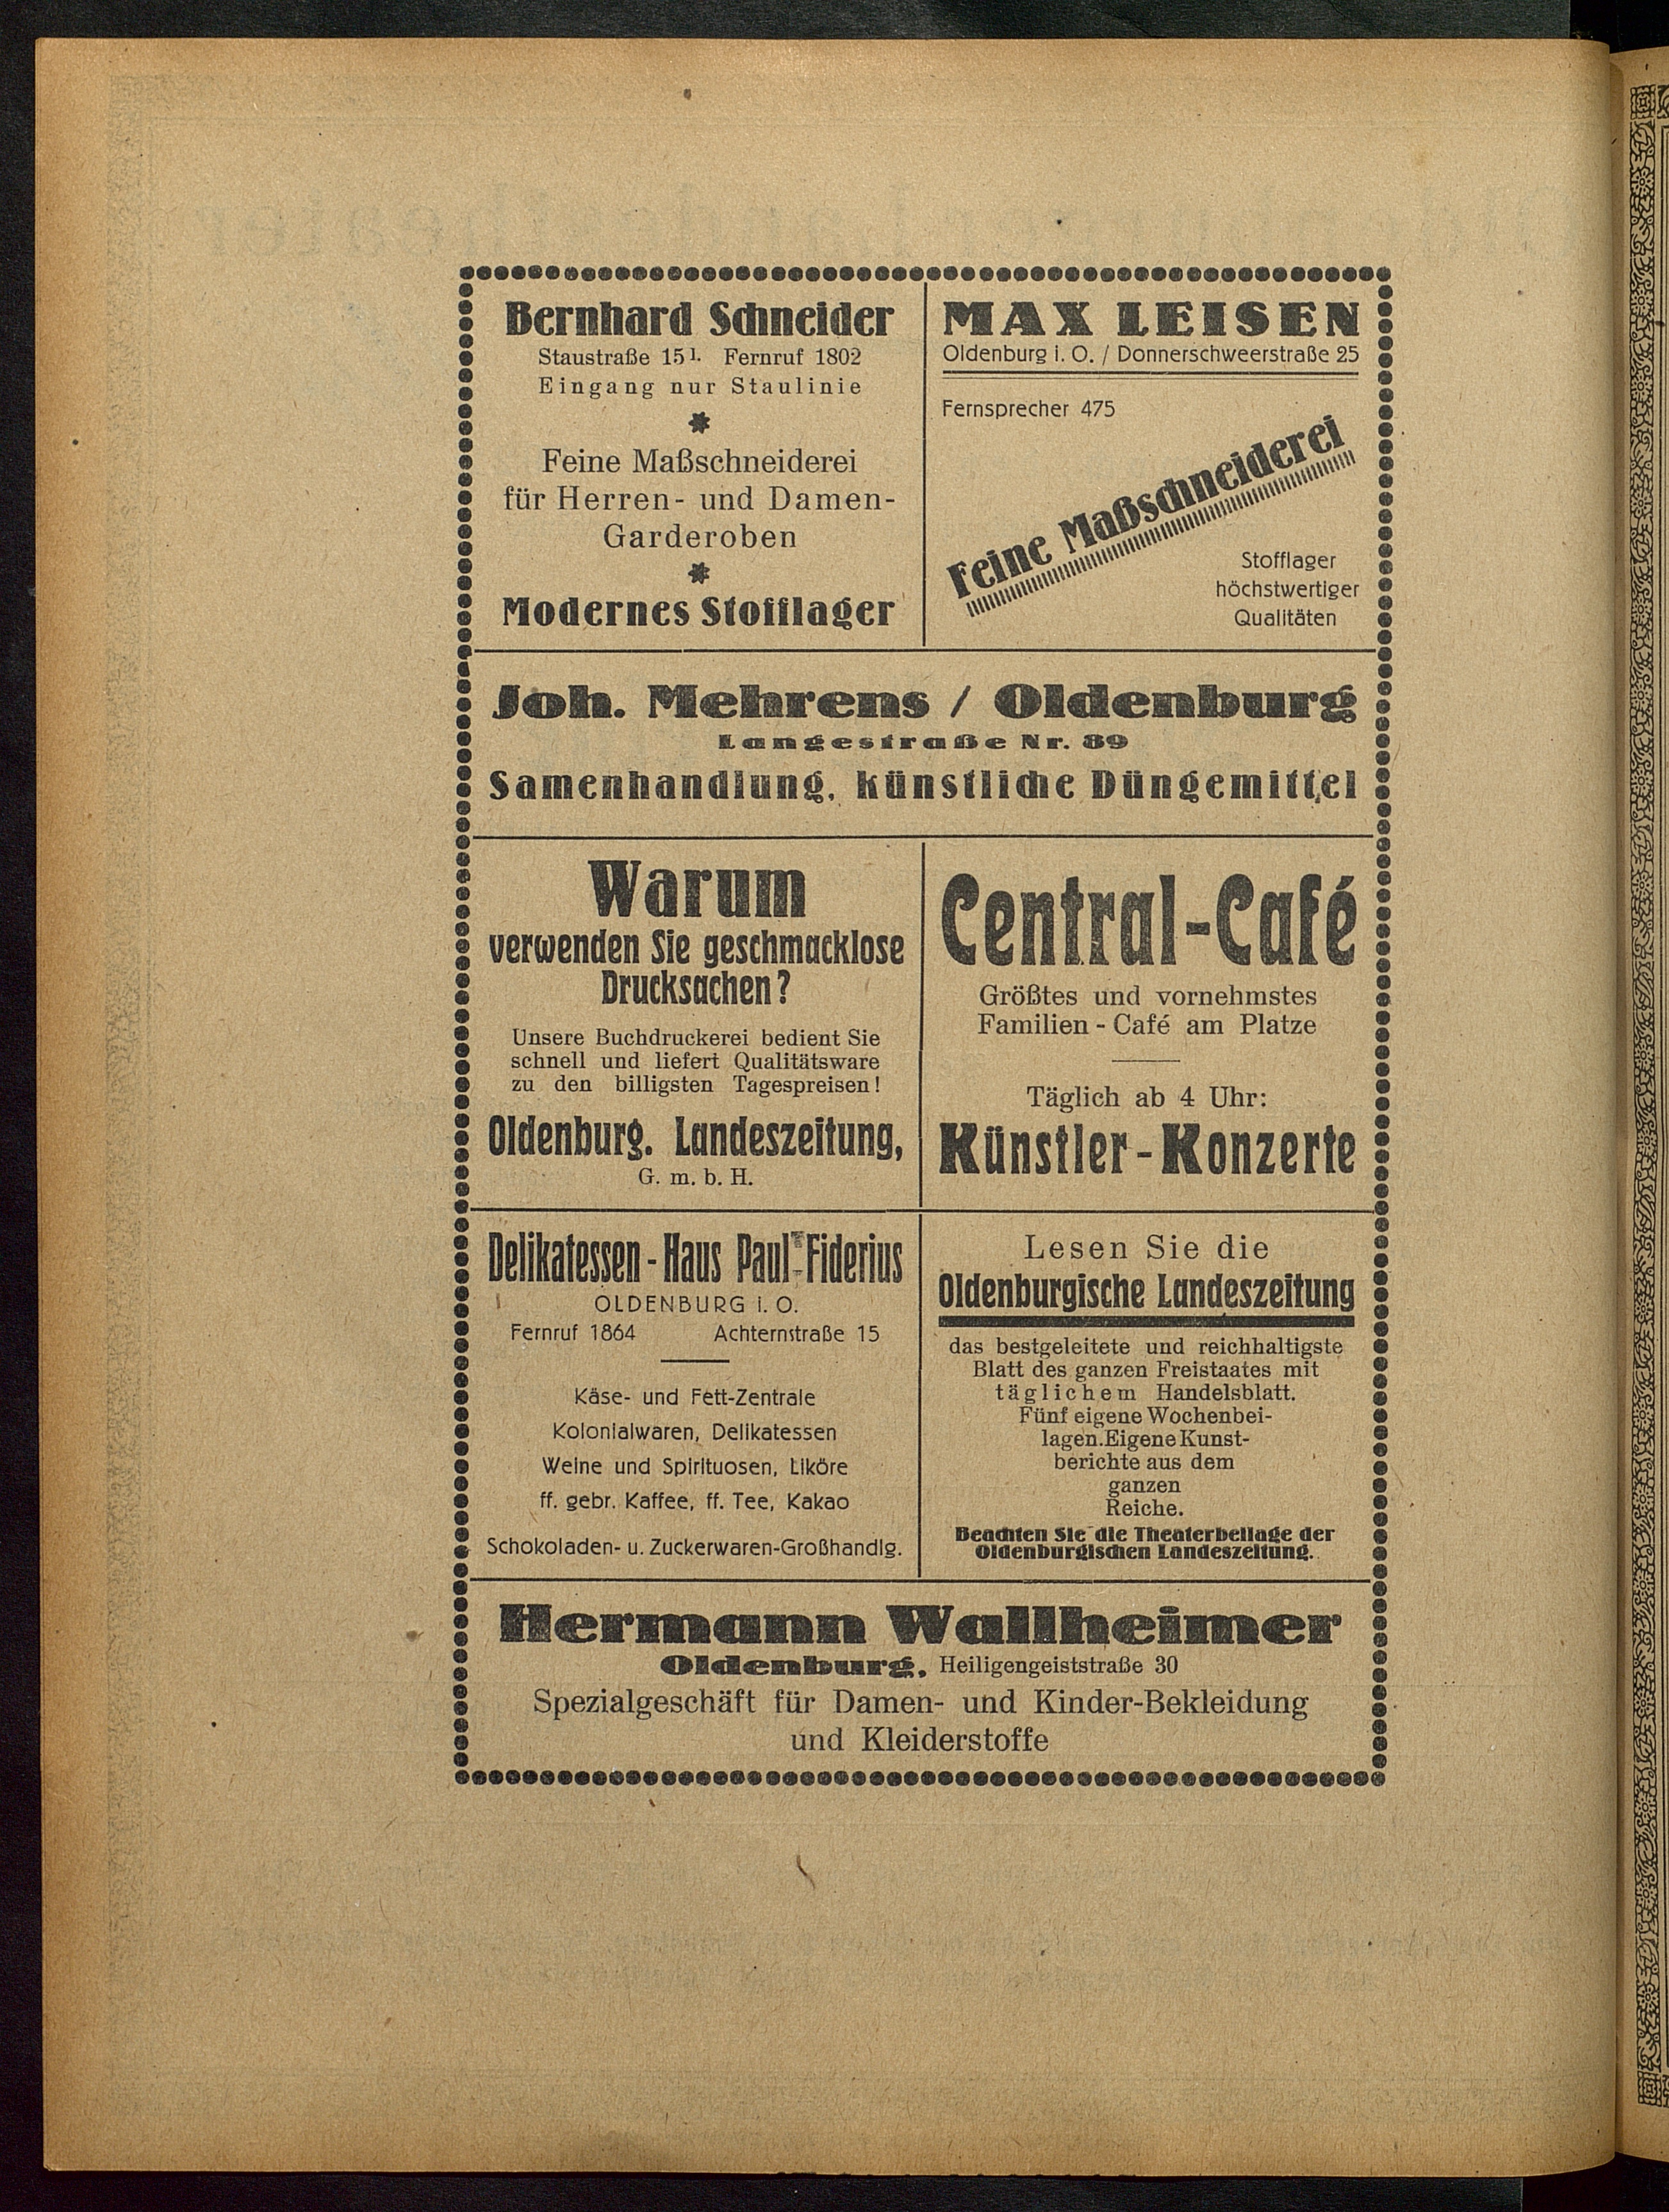 Bernhard Schneider
Staustraße 15 I. Fernruf 1802
Eingang nur Staulinie
Feine Maßschneiderei
für Herren- und Damen-
Garderoben
Modernes Stofflager
MAX LEISEN
Oldenburg i. O. / Donnerschweerstraße 25
Fernsprecher 475
Feine Maßschneiderei
Stofflager
höchstwertiger
Qualitäten
Joh. Mehrens / Oldenburg
Langestraße Nr. 89
Samenhandlung, künstliche Düngemittel
Warum
verwenden Sie geschmacklose
Drucksachen?
Unsere Buchdruckerei bedient Sie
schnell und liefert Qualitätsware
zu den billigsten Tagespreisen!
Oldenburg. Landeszeitung,
G. m. b. H.
Central-Café
Größtes und vornehmstes
Familien-Café am Platze
Täglich ab 4 Uhr:
Künstler-Konzerte
Delikatessen-Haus Paul Fiderius
OLDENBURG i. O.
Fernruf 1864 Achternstraße 15
Käse- und Fett-Zentrale
Kolonialwaren, Delikatessen
Weine und Spirituosen, Liköre
ff. gebr. Kaffee, ff. Tee, Kakao
Schokoladen- u. Zuckerwaren-Großhandlg.
Lesen Sie die
Oldenburgische Landeszeitung
das bestgeleitete und reichhaltigste
Blatt des ganzen Freistaates mit
täglichem Handelsblatt.
Fünf eigene Wochenbei-
lagen. Eigene Kunst-
berichte aus dem
ganzen
Reiche.
Beachten Sie die Theaterbeilage der
Oldenburgischen Landeszeitung.
Hermann Wallheimer
Oldenburg, Heiligengeiststraße 30
Spezialgeschäft für Damen- und Kinder-Bekleidung
und Kleiderstoffe